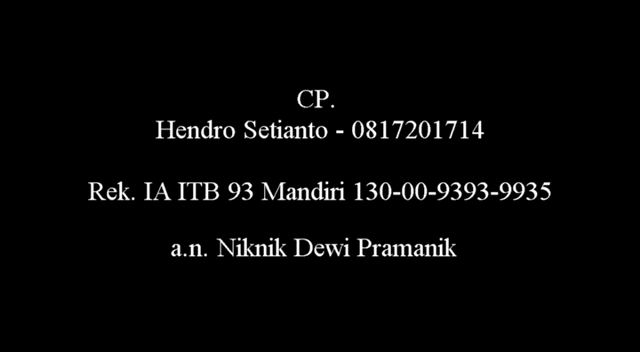 CP.
Hendro Setianto - 0817201714
Rek. IA ITB 93 Mandiri 130-00-9393-9935
a.n. Niknik Dewi Pramanik